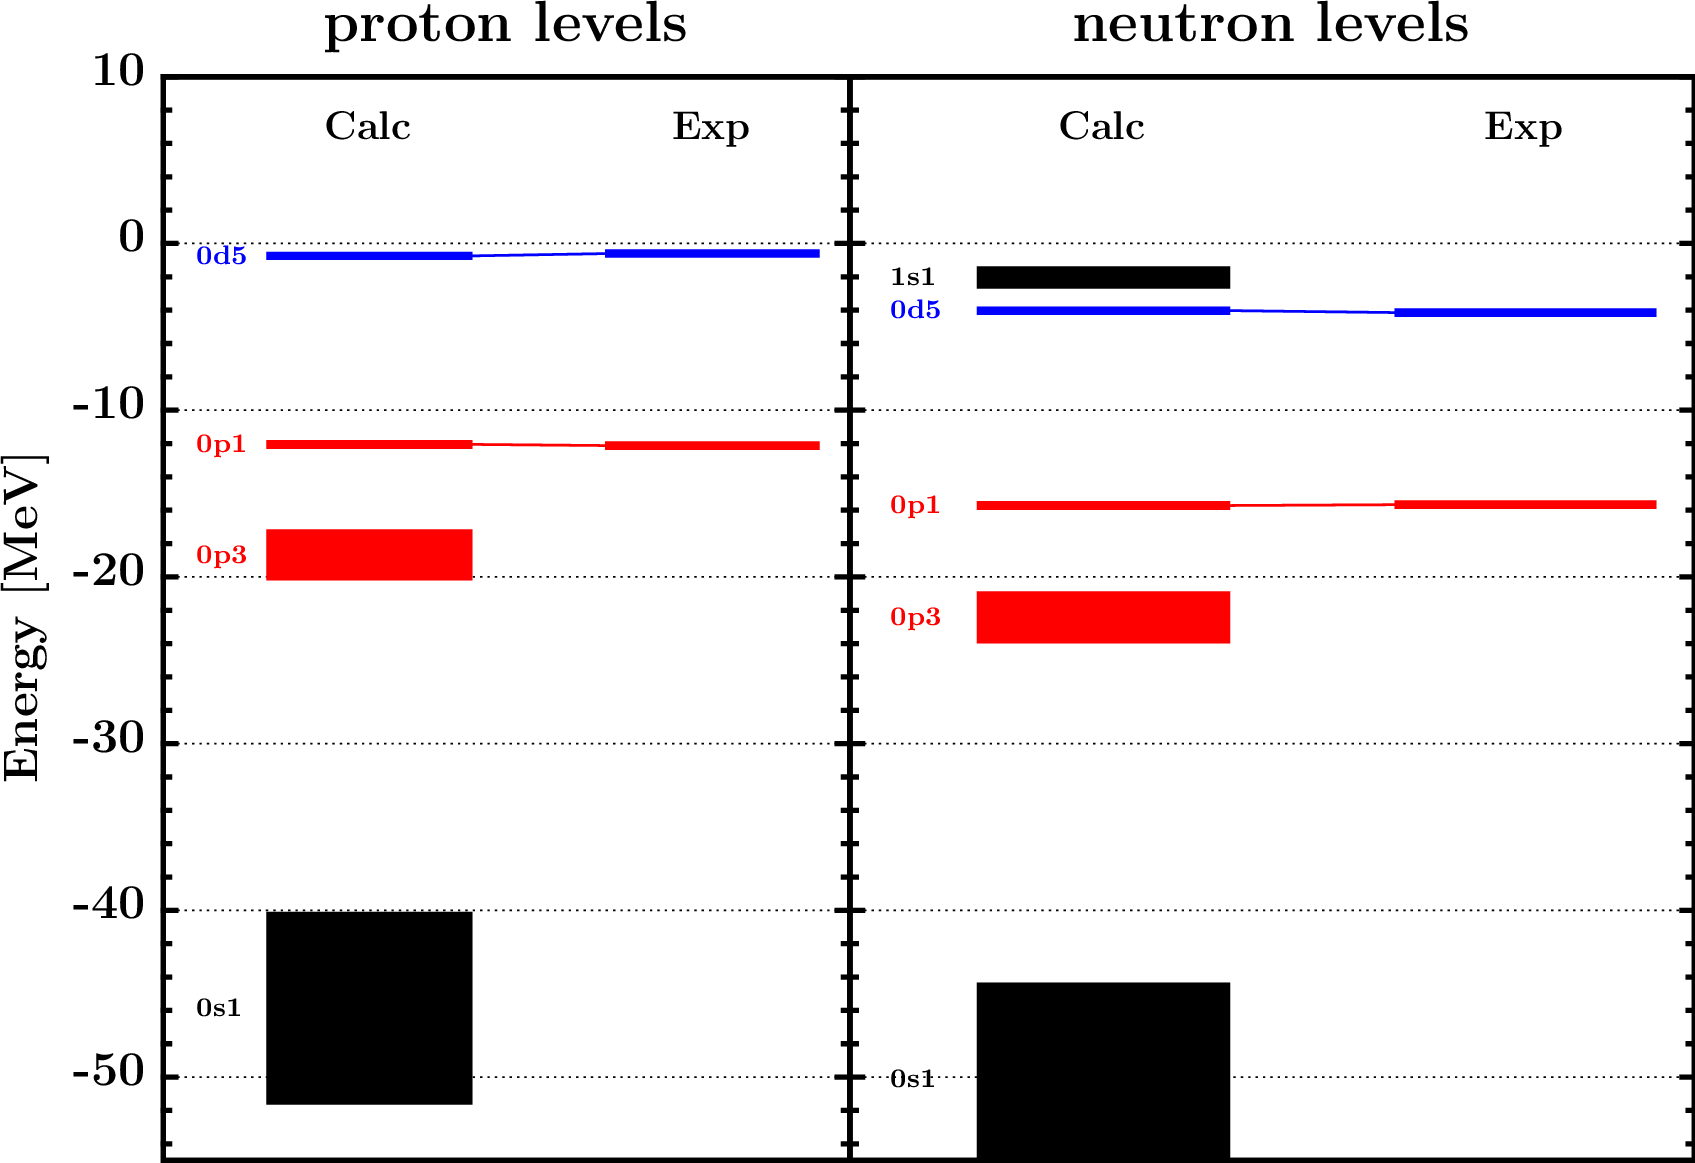 proton levels neutron levels
10
Calc Exp Calc Exp
0
0d5
1s1
0d5
-10
0p1
0p1
0p3
-20
0p3
-30
-40
0s1
-50
0s1
Energy [MeV]